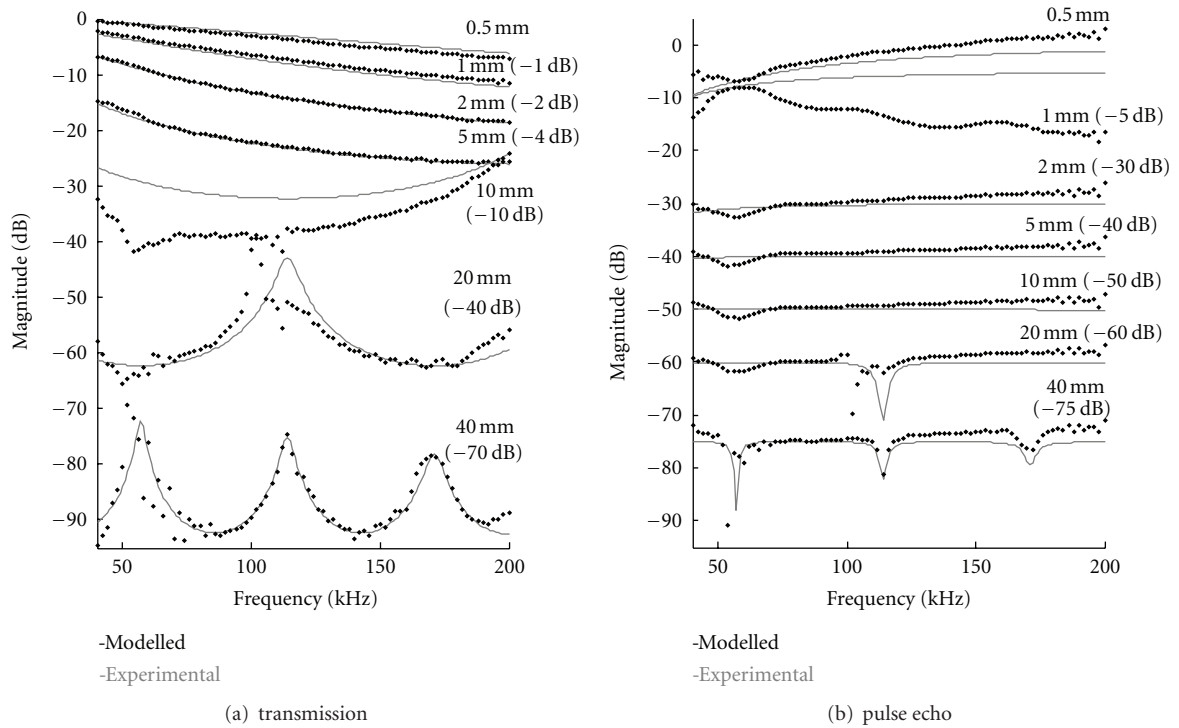 0
−10
−20
−30
−40
−50
−60
−70
−80
−90
Magnitude (dB)
0.5 mm
1 mm (−1 dB)
2 mm (−2 dB)
5 mm (−4 dB)
10 mm
(−10 dB)
20 mm
(−40 dB)
40 mm
(−70 dB)
50
100
150
200
Frequency (kHz)
-Modelled
-Experimental
(a) transmission
0
−10
−20
−30
−40
−50
−60
−70
−80
−90
Magnitude (dB)
0.5 mm
1 mm (−5 dB)
2 mm (−30 dB)
5 mm (−40 dB)
10 mm (−50 dB)
20 mm (−60 dB)
40 mm
(−75 dB)
50
100
150
200
Frequency (kHz)
-Modelled
-Experimental
(b) pulse echo